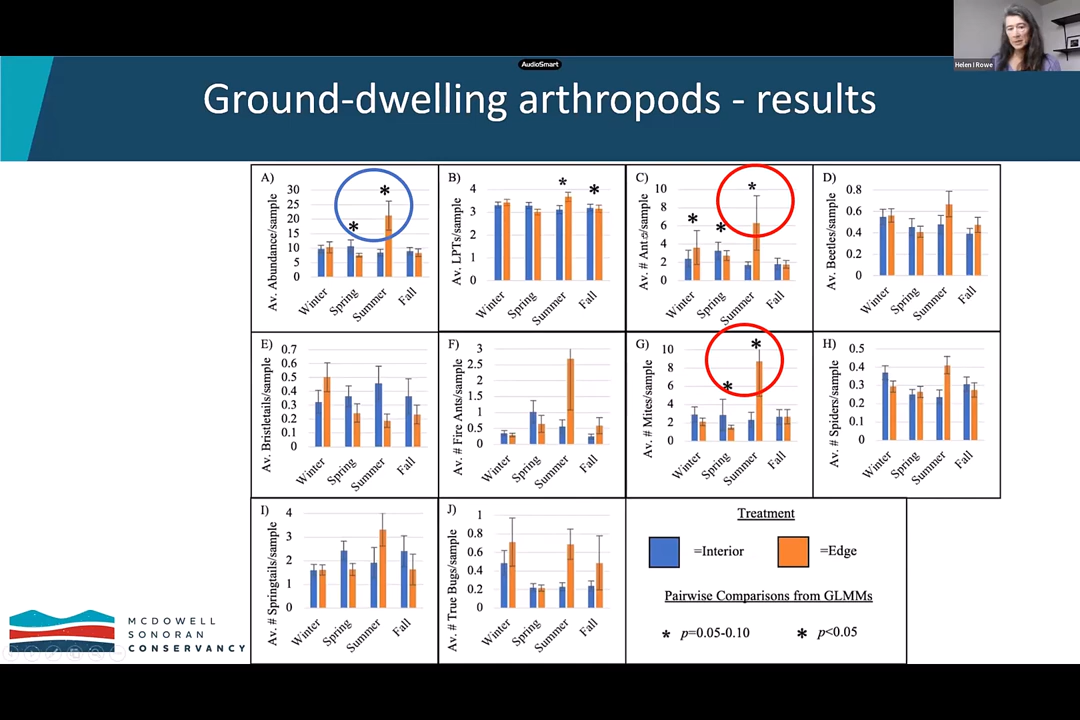 Helen I Rowe
AudioSmart
Ground-dwelling arthropods - results
A)
Av. Abundance/sample
30
25
20
15
10
5
0
*
*
Winter
Spring
Summer
Fall
B)
Av. LPTs/sample
4
3
2
1
0
*
*
Winter
Spring
Summer
Fall
C)
Av. # Ants/sample
10
8
6
4
2
0
*
*
*
Winter
Spring
Summer
Fall
D)
Av. Beetles/sample
0.8
0.6
0.4
0.2
0
Winter
Spring
Summer
Fall
E)
Av. Bristletails/sample
0.7
0.6
0.5
0.4
0.3
0.2
0.1
0
Winter
Spring
Summer
Fall
F)
Av. # Fire Ants/sample
3
2.5
2
1.5
1
0.5
0
Winter
Spring
Summer
Fall
G)
Av. # Mites/sample
10
8
6
4
2
0
*
*
Winter
Spring
Summer
Fall
H)
Av. # Spiders/sample
0.5
0.4
0.3
0.2
0.1
0
Winter
Spring
Summer
Fall
I)
Av. # Springtails/sample
4
3
2
1
0
Winter
Spring
Summer
Fall
J)
Av. # True Bugs/sample
1
0.8
0.6
0.4
0.2
0
Winter
Spring
Summer
Fall
Treatment
=Interior
=Edge
Pairwise Comparisons from GLMMs
* p=0.05-0.10
* p<0.05
MCDOWELL
SONORAN
CONSERVANCY